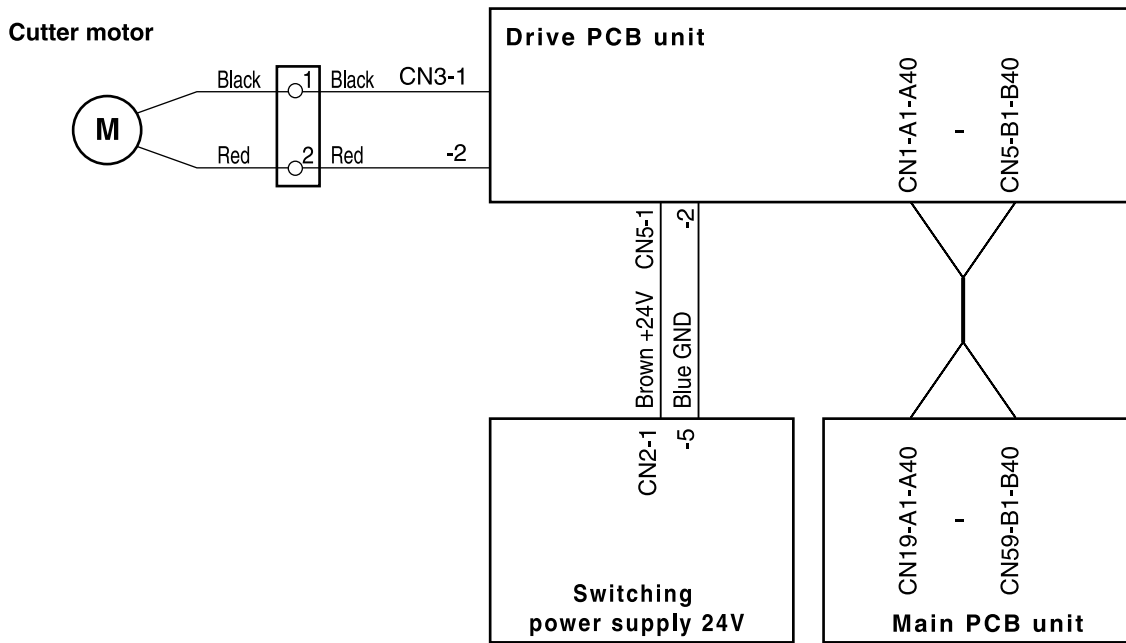 Cutter motor
M
Black
1
Black
CN3-1
Red
2
Red
-2
Drive PCB unit
CN1-A1-A40
-
CN5-B1-B40
CN5-1
-2
Brown +24V
Blue GND
CN2-1
-5
Switching
power supply 24V
CN19-A1-A40
-
CN59-B1-B40
Main PCB unit